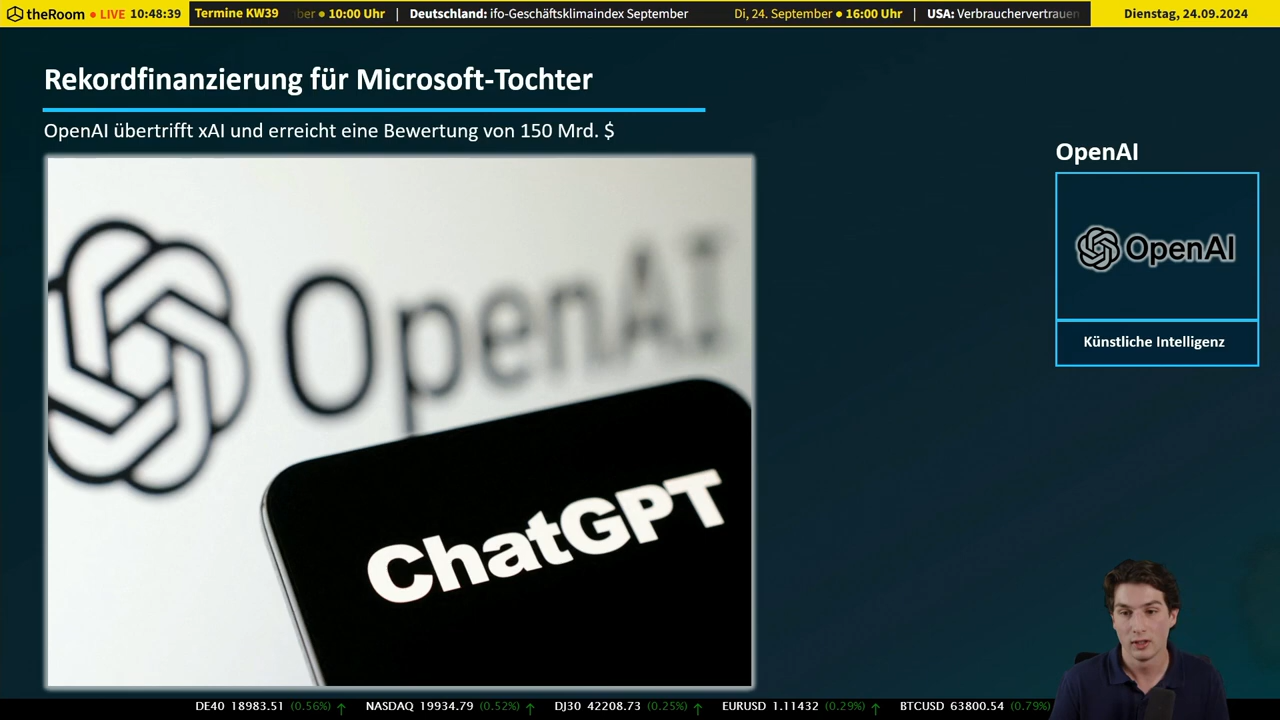 theRoom ● LIVE 10:48:39 Termine KW39 ber ● 10:00 Uhr | Deutschland: ifo-Geschäftsklimaindex September Di, 24. September ● 16:00 Uhr | USA: Verbrauchervertrauen Dienstag, 24.09.2024
Rekordfinanzierung für Microsoft-Tochter
OpenAI übertrifft xAI und erreicht eine Bewertung von 150 Mrd. $
OpenAI
OpenAI
OpenAI
Künstliche Intelligenz
ChatGPT
DE40 18983.51 (0.56%) ↑ NASDAQ 19934.79 (0.52%) ↑ DJ30 42208.73 (0.25%) ↑ EURUSD 1.11432 (0.29%) ↑ BTCUSD 63800.54 (0.79%)